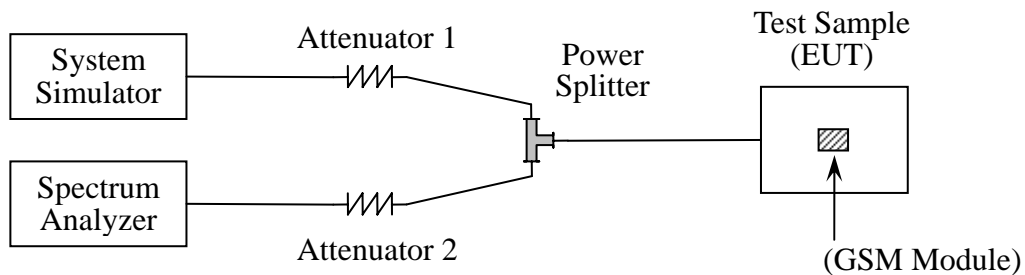 System
Simulator
Attenuator 1
Power
Splitter
Test Sample
(EUT)
Spectrum
Analyzer
Attenuator 2
(GSM Module)